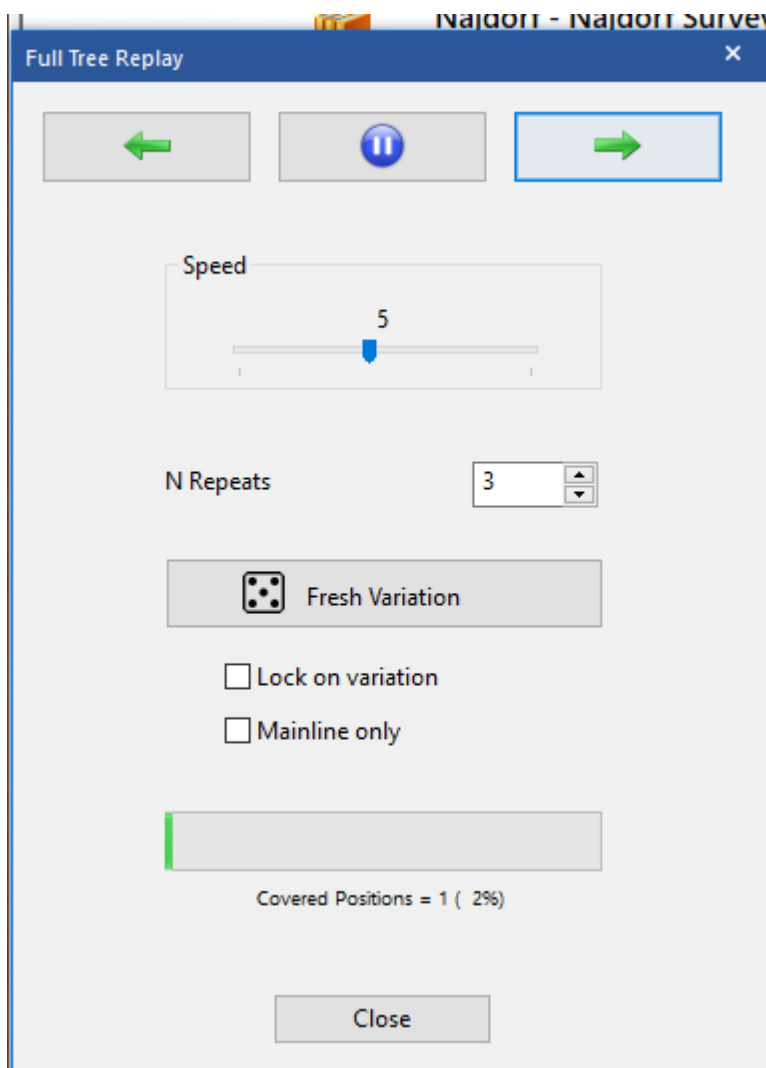 Najdorf - Najdorf Survey
Full Tree Replay
Speed
5
N Repeats
3
Fresh Variation
Lock on variation
Mainline only
Covered Positions = 1 (  2%)
Close